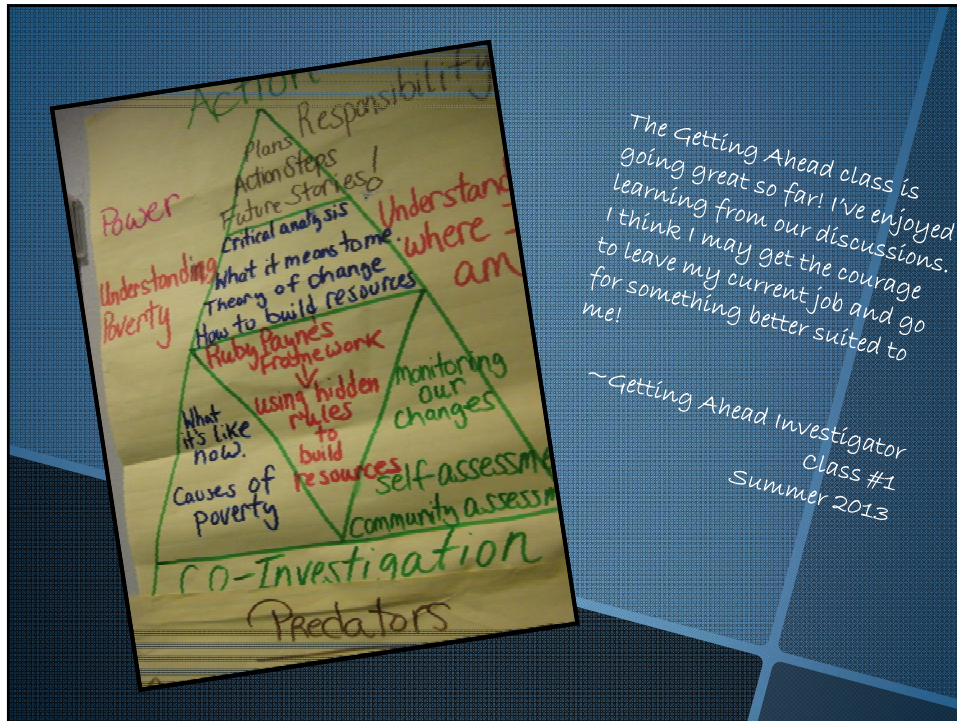 Action
Responsibility
Plans
Action Steps
Future Stories!
Power
Critical analysis
What it means to me.
Theory of change
How to build resources
Understand
where I
am
Understanding
Poverty
Ruby Paynes
Framework
using hidden
rules
to
build
resources
monitoring
our
changes
What
it's like
now.
Causes of
poverty
self-assessme
community assessm
CO-Investigation
Predators
The Getting Ahead class is
going great so far! I've enjoyed
learning from our discussions.
I think I may get the courage
to leave my current job and go
for something better suited to
me!
~Getting Ahead Investigator
Class #1
Summer 2013